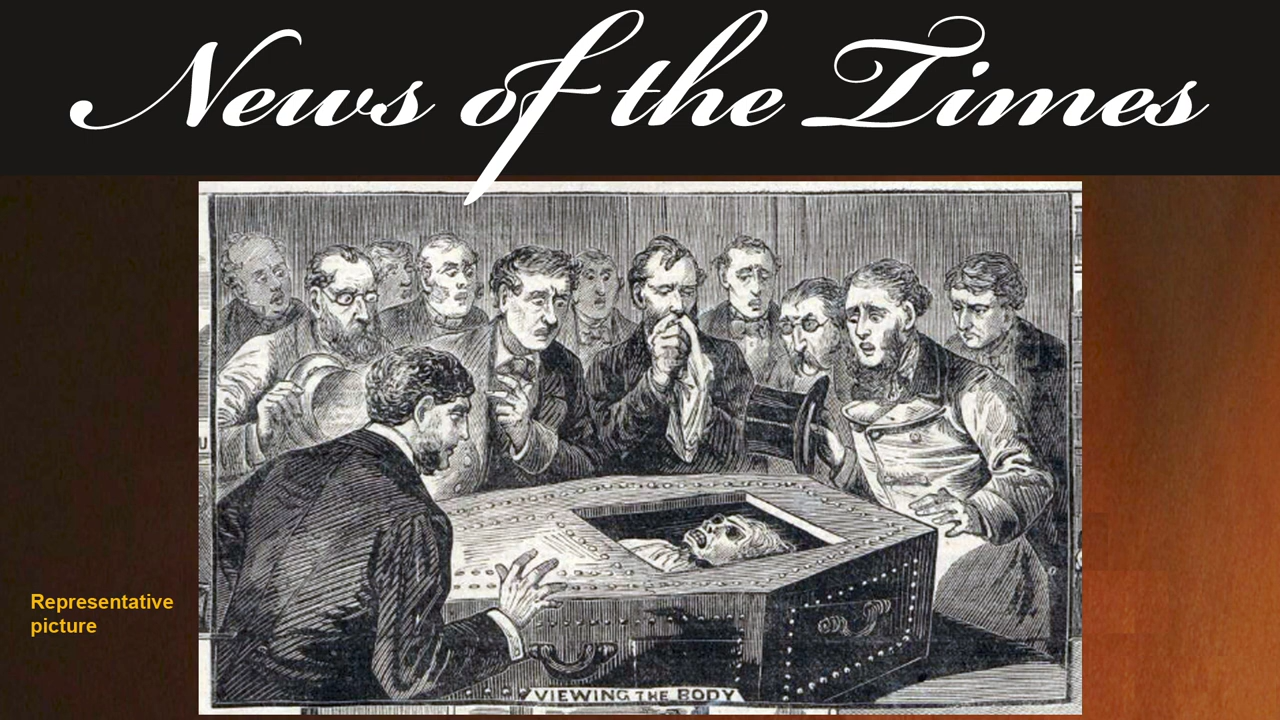 News of the Times
Representative
picture
VIEWING THE BODY